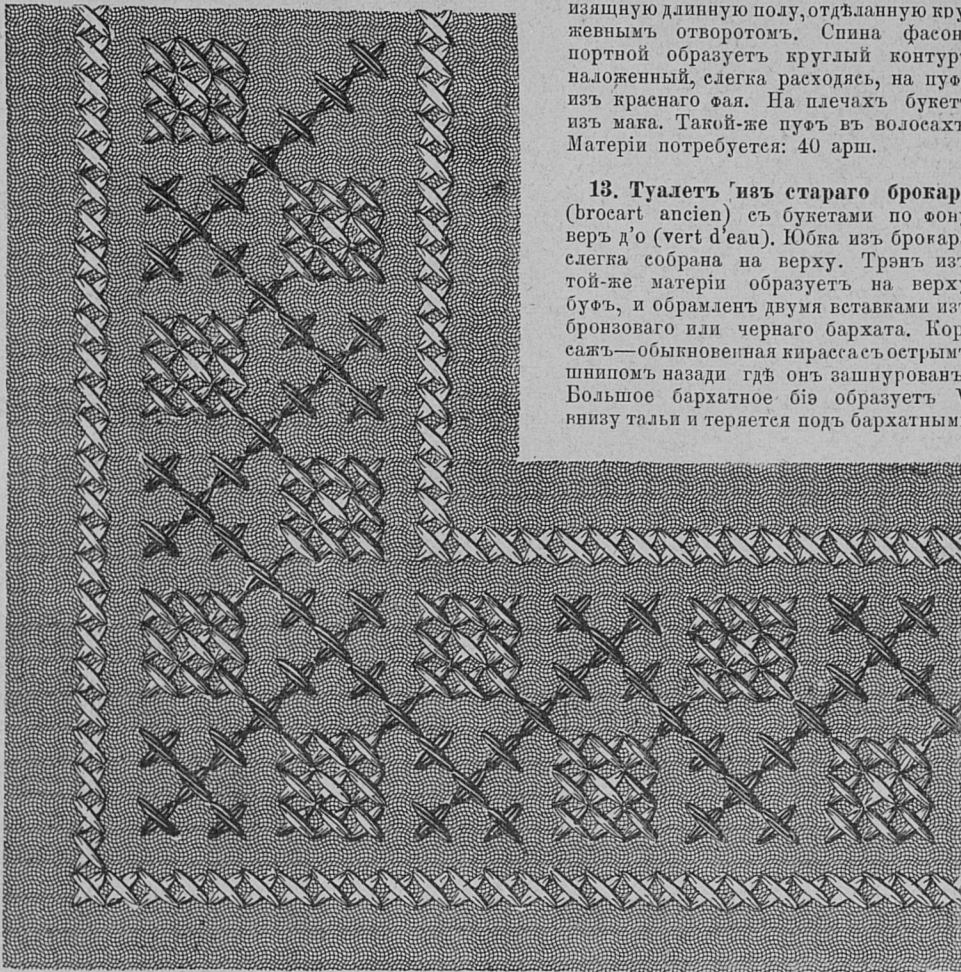 изящную длинную полу, отдѣланную кру
жевнымъ отворотомъ. Спина фасон
портной образуетъ круглый контур
наложенный, слегка расходясь, на пуф
изъ краснаго фая. На плечахъ букет
изъ мака. Такой-же пуфъ въ волосахъ
Матеріи потребуется: 40 арш.
13. Туалетъ изъ стараго брокар
(brocart ancien) съ букетами по фон
веръ д'о (vert d'eau). Юбка изъ брокар
слегка собрана на верху. Трэнъ изъ
той-же матеріи образуетъ на верху
буфъ, и обрамленъ двумя вставками изъ
бронзоваго или чернаго бархата. Кор
сажъ—обыкновенная кирасса съ острымъ
шнипомъ назади гдѣ онъ зашнурованъ
Большое бархатное біэ образуетъ V
внизу тальи и теряется подъ бархатным